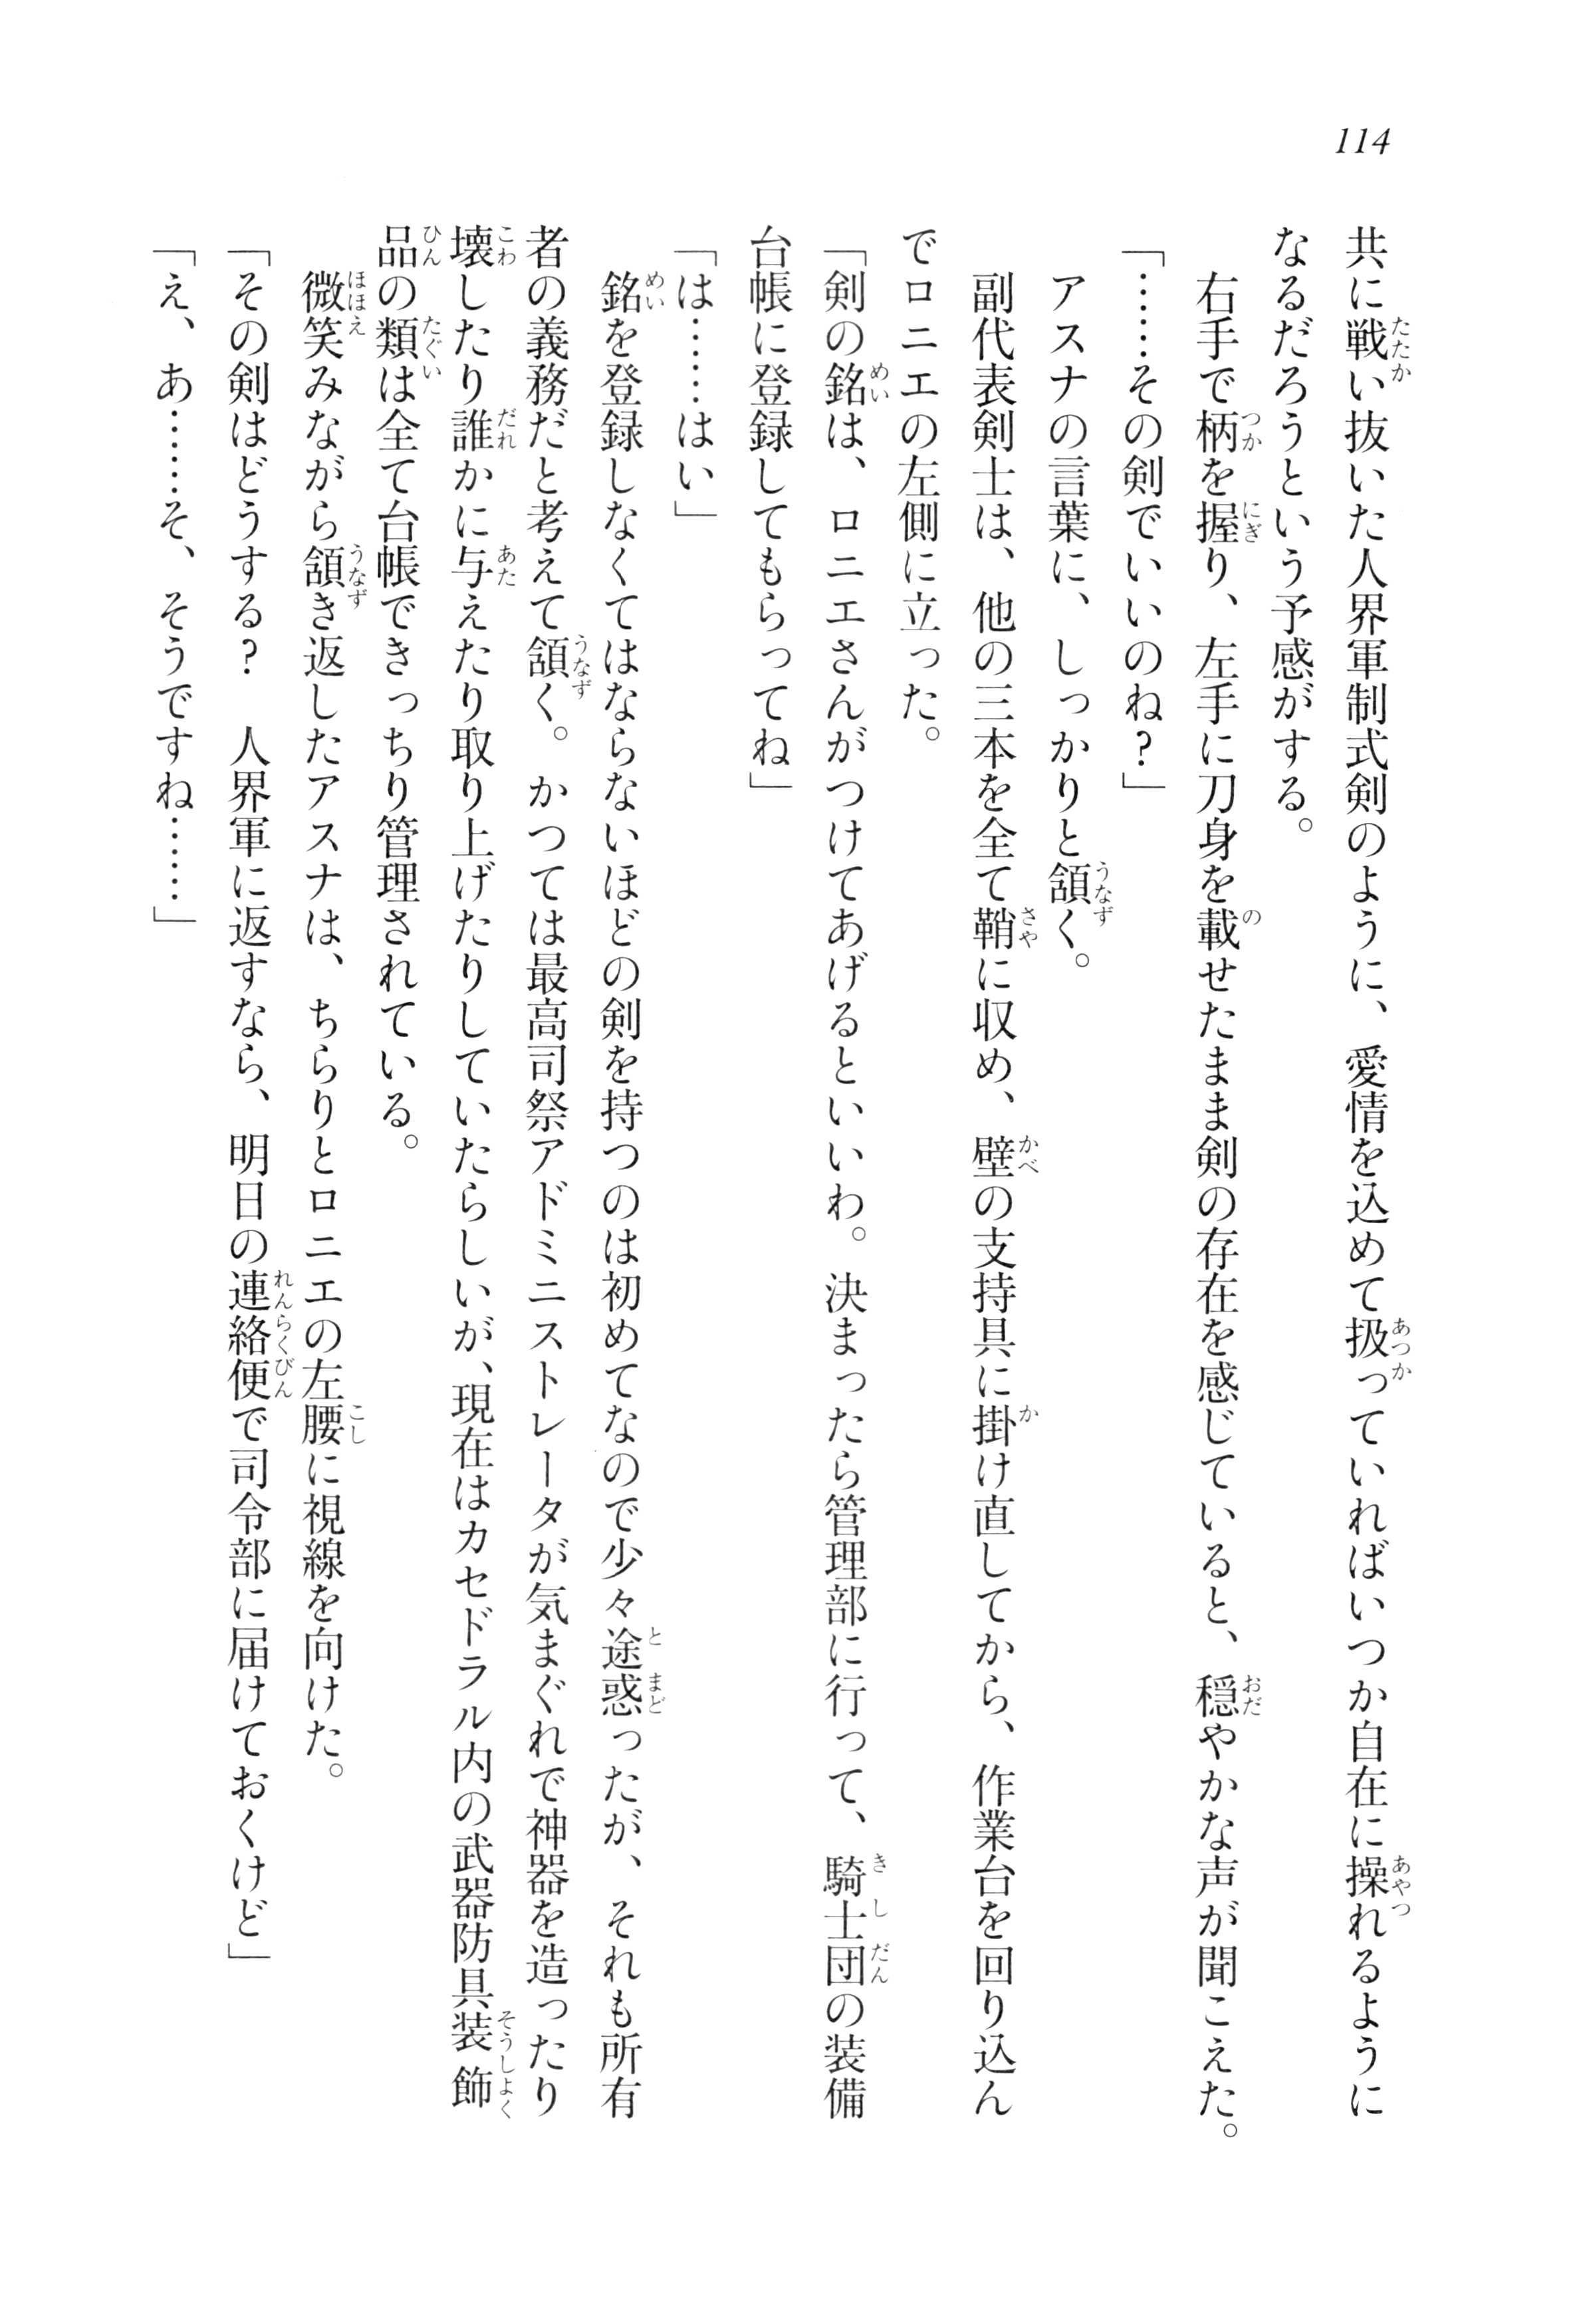 114
共に戦い抜いた人界軍制式剣のように、愛情を込めて扱っていればいつか自在に操れるように
なるだろうという予感がする。
　右手で柄を握り、左手に刀身を載せたまま剣の存在を感じていると、穏やかな声が聞こえた。
「……その剣でいいのね？」
　アスナの言葉に、しっかりと頷く。
　副代表剣士は、他の三本を全て鞘に収め、壁の支持具に掛け直してから、作業台を回り込ん
でロニエの左側に立った。
「剣の銘は、ロニエさんがつけてあげるといいわ。決まったら管理部に行って、騎士団の装備
台帳に登録してもらってね」
「は……はい」
　銘を登録しなくてはならないほどの剣を持つのは初めてなので少々途惑ったが、それも所有
者の義務だと考えて頷く。かつては最高司祭アドミニストレータが気まぐれで神器を造ったり
壊したり誰かに与えたり取り上げたりしていたらしいが、現在はカセドラル内の武器防具装飾
品の類は全て台帳できっちり管理されている。
　微笑みながら頷き返したアスナは、ちらりとロニエの左腰に視線を向けた。
「その剣はどうする？　人界軍に返すなら、明日の連絡便で司令部に届けておくけど」
「え、あ……そ、そうですね……」